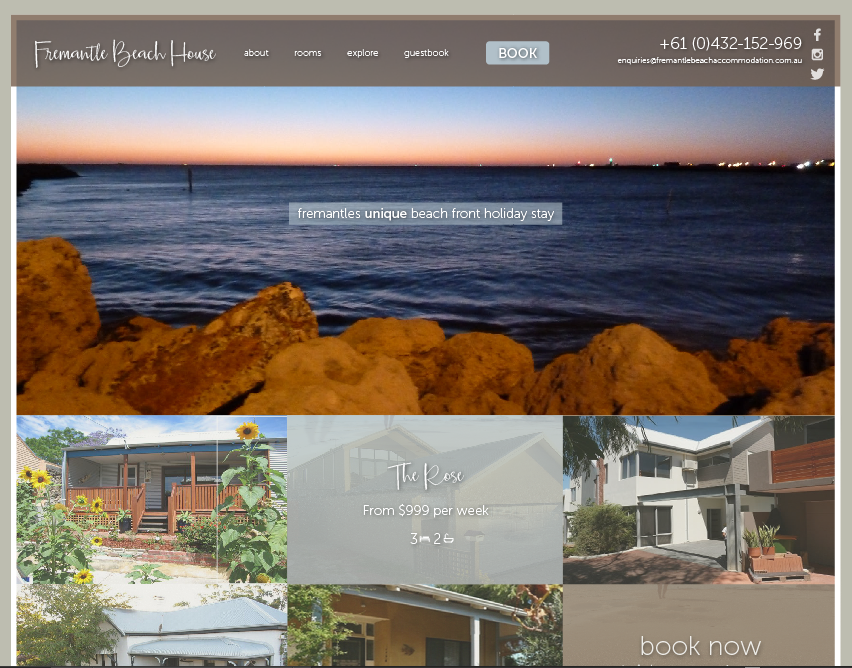 Fremantle Beach House
about
rooms
explore
guestbook
BOOK
+61 (0)432-152-969
enquiries@fremantlebeachaccommodation.com.au
fremantles unique beach front holiday stay
The Rose
From $999 per week
3 2
book now